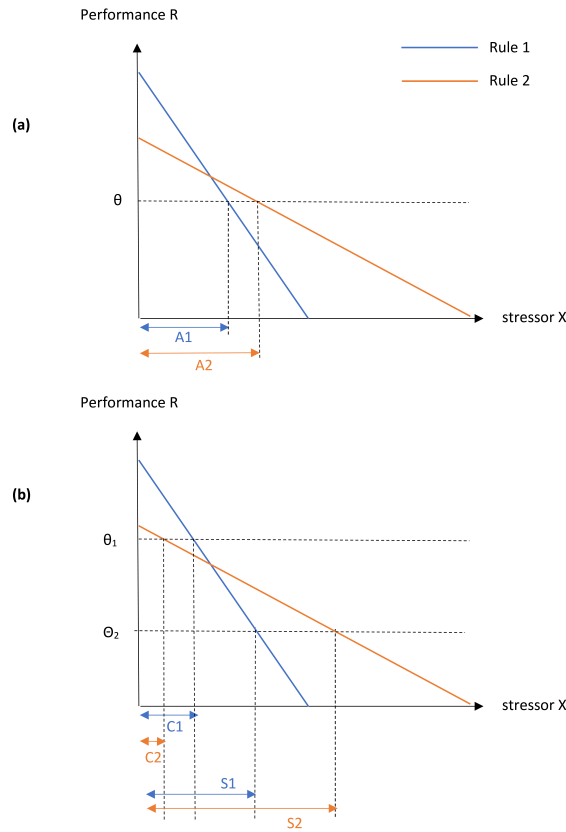 Performance R
Rule 1
Rule 2
(a)
θ
stressor X
A1
A2
Performance R
(b)
θ₁
Θ₂
stressor X
C1
C2
S1
S2